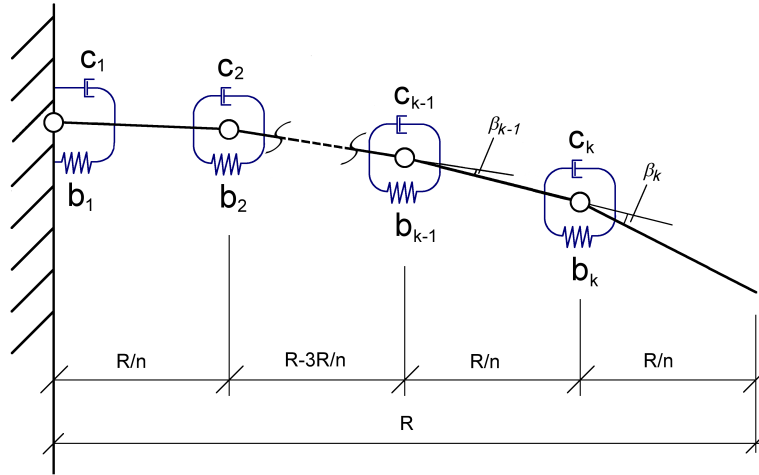 c1
c2
ck-1
ck
βk-1
βk
b1
b2
bk-1
bk
R/n
R-3R/n
R/n
R/n
R